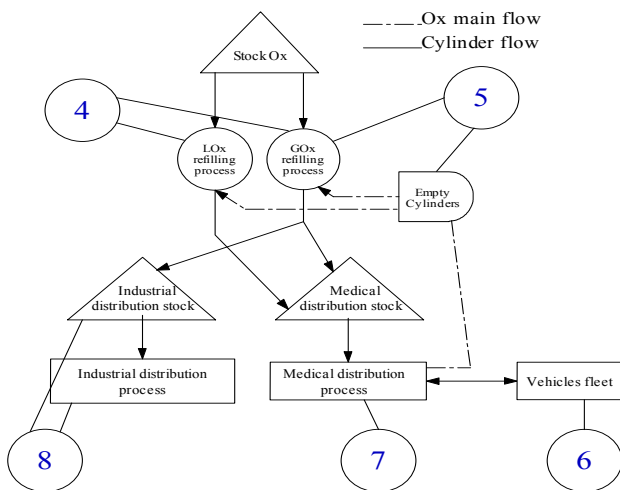 Ox main flow
Cylinder flow
Stock Ox
4
5
LOx
refilling
process
GOx
refilling
process
Empty
Cylinders
Industrial
distribution stock
Medical
distribution stock
Industrial distribution
process
Medical distribution
process
Vehicles fleet
8
7
6